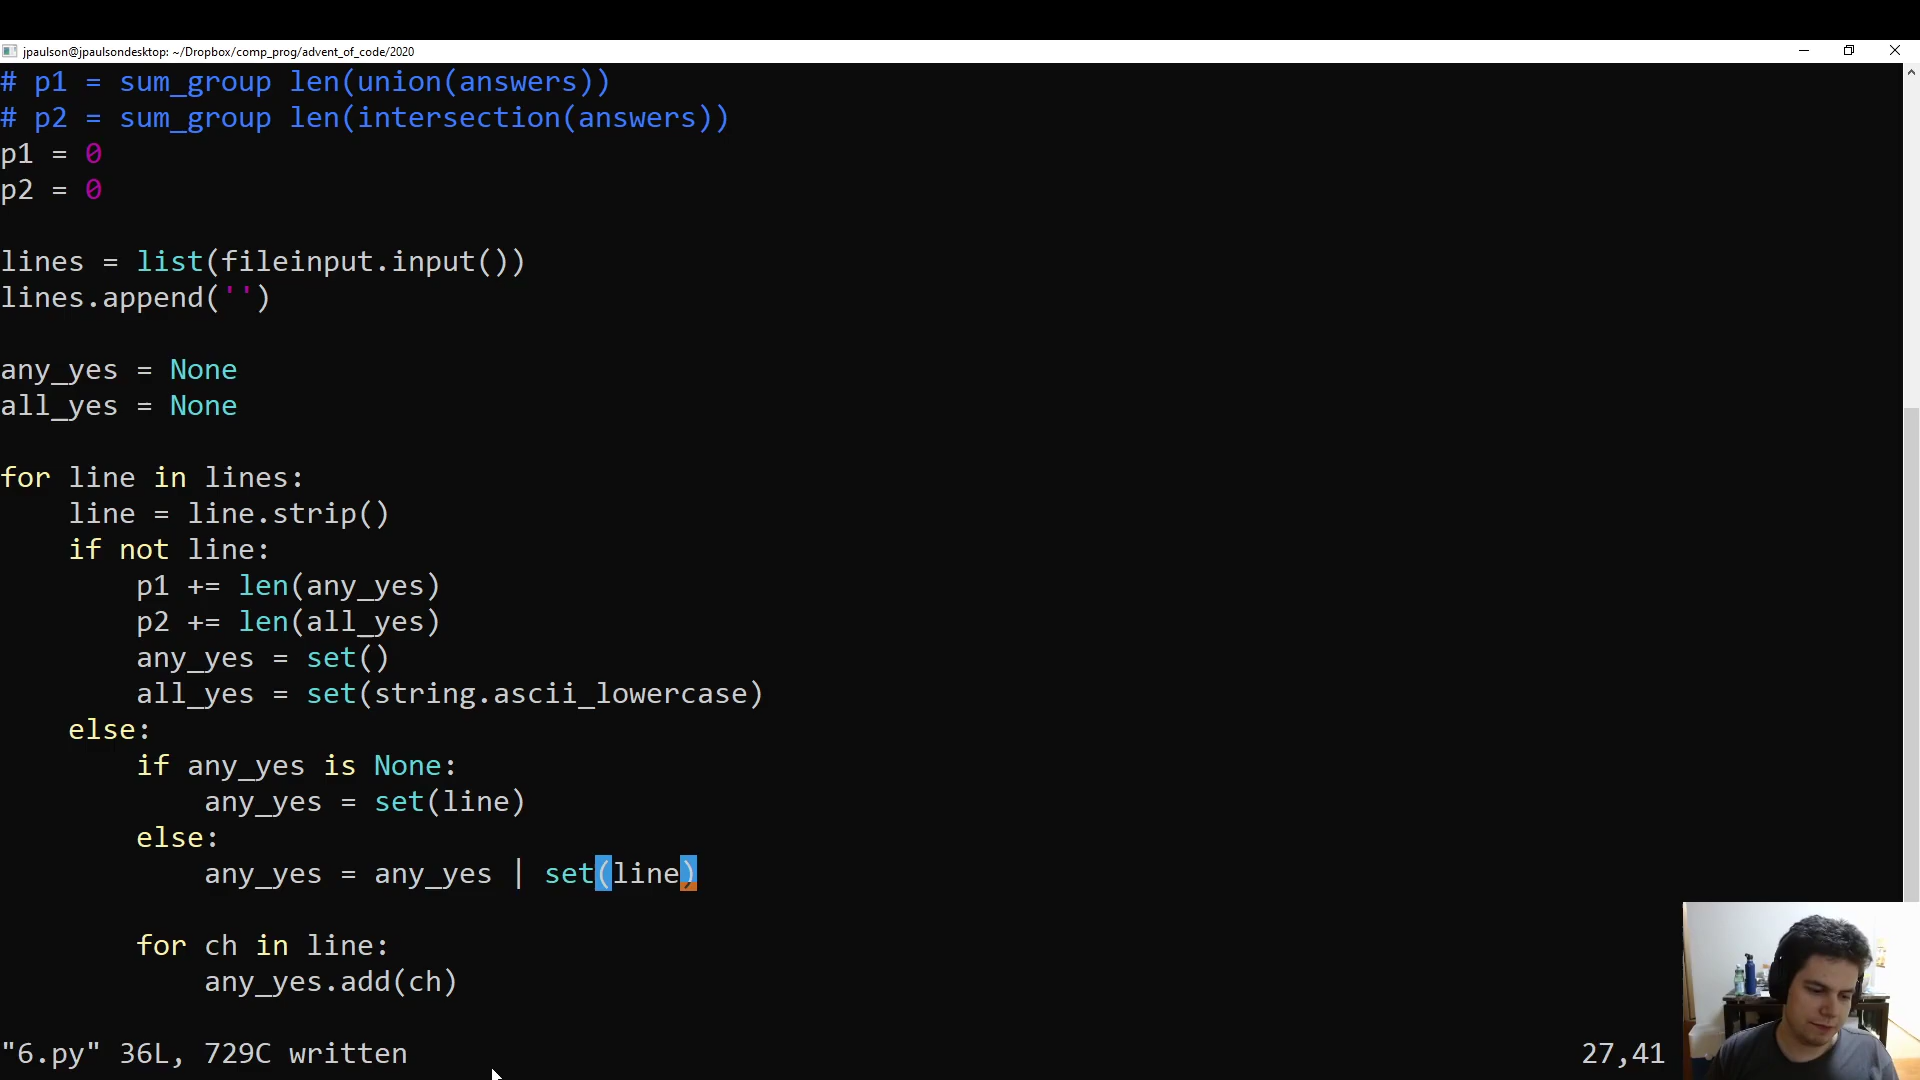 jpaulson@jpaulsondesktop: ~/Dropbox/comp_prog/advent_of_code/2020
# p1 = sum_group len(union(answers))
# p2 = sum_group len(intersection(answers))
p1 = 0
p2 = 0
lines = list(fileinput.input())
lines.append('')
any_yes = None
all_yes = None
for line in lines:
    line = line.strip()
    if not line:
        p1 += len(any_yes)
        p2 += len(all_yes)
        any_yes = set()
        all_yes = set(string.ascii_lowercase)
    else:
        if any_yes is None:
            any_yes = set(line)
        else:
            any_yes = any_yes | set(line)
        for ch in line:
            any_yes.add(ch)
"6.py" 36L, 729C written 27,41